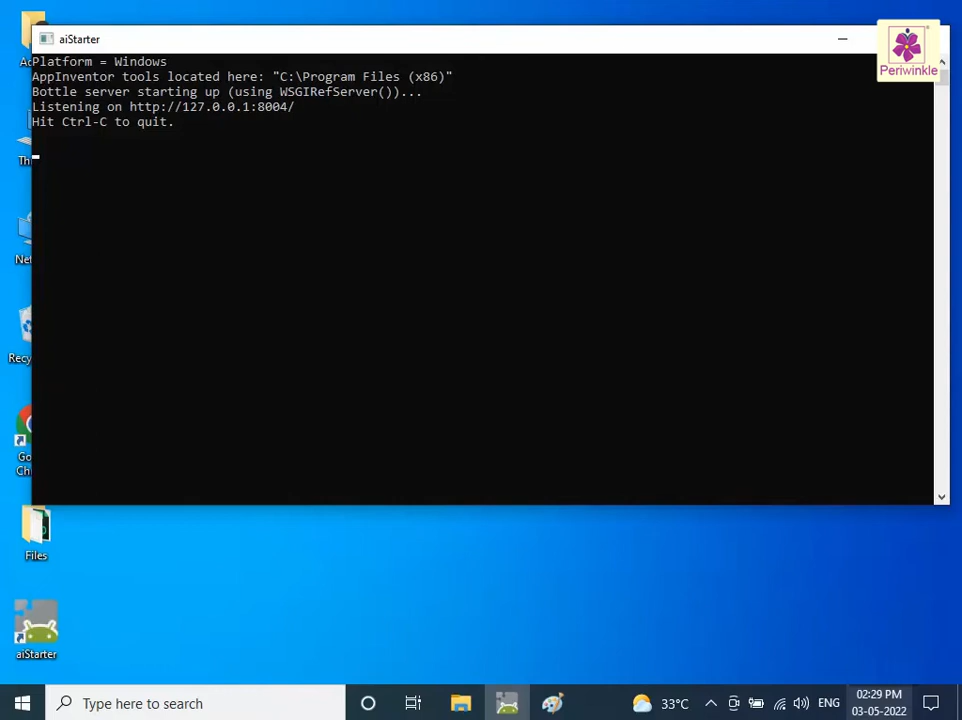 aiStarter
Periwinkle
Platform = Windows
AppInventor tools located here: "C:\Program Files (x86)"
Bottle server starting up (using WSGIRefServer())...
Listening on http://127.0.0.1:8004/
Hit Ctrl-C to quit.
Files
aiStarter
Type here to search
33°C
ENG
02:29 PM
03-05-2022